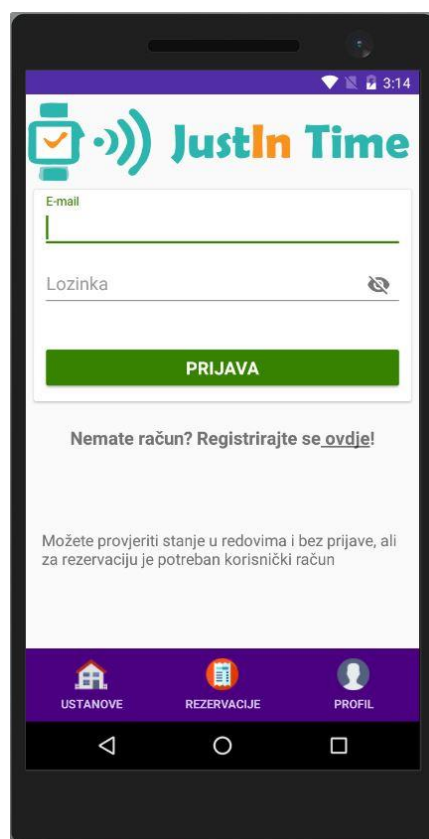 3:14
JustIn Time
E-mail
Lozinka
PRIJAVA
Nemate račun? Registrirajte se ovdje!
Možete provjeriti stanje u redovima i bez prijave, ali
za rezervaciju je potreban korisnički račun
USTANOVE REZERVACIJE PROFIL